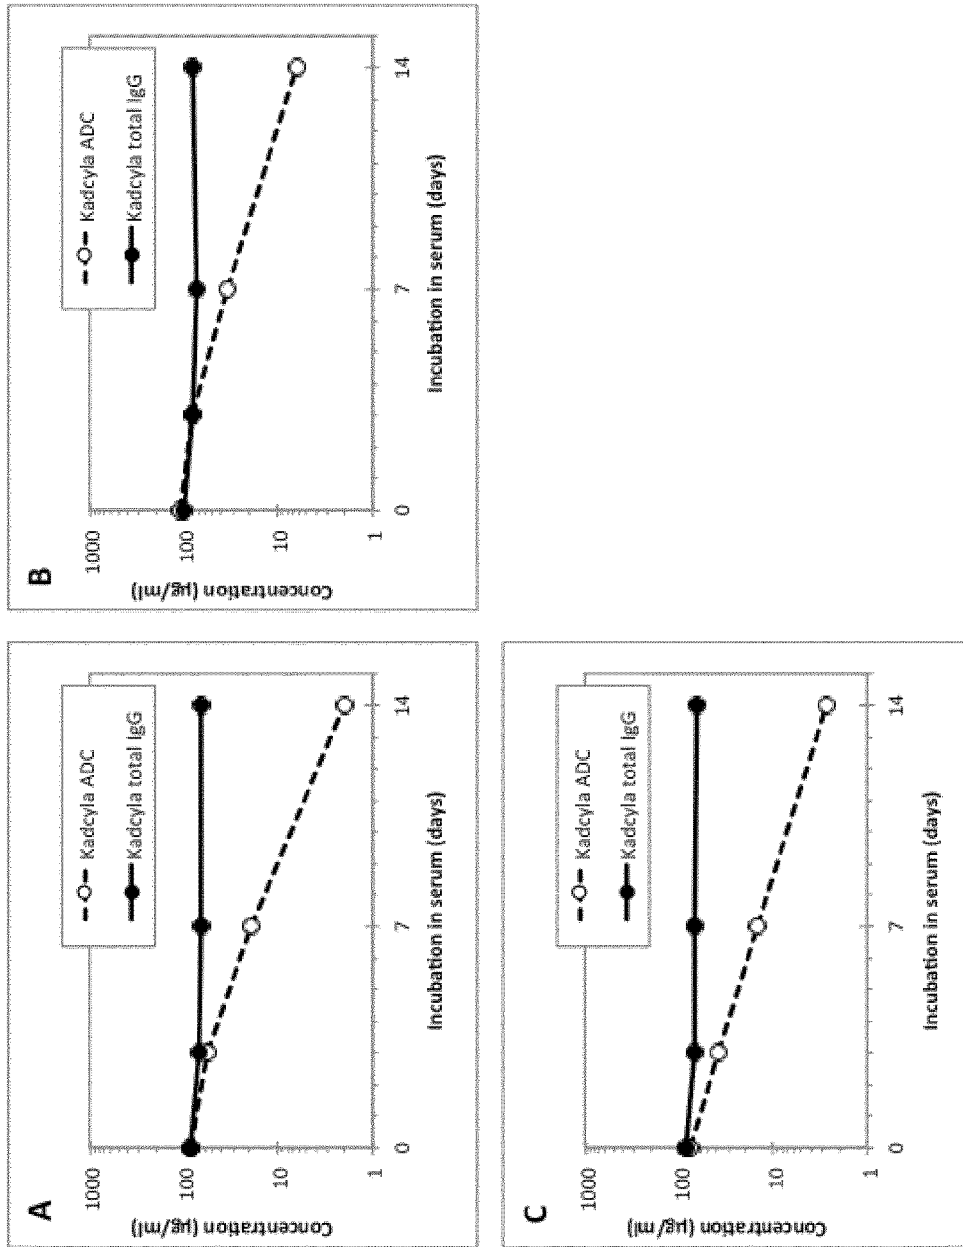 A
Concentration (µg/ml)
1000
100
10
1
0
7
14
Incubation in serum (days)
Kadcyla ADC
Kadcyla total IgG
B
Concentration (µg/ml)
1000
100
10
1
0
7
14
Incubation in serum (days)
Kadcyla ADC
Kadcyla total IgG
C
Concentration (µg/ml)
1000
100
10
1
0
7
14
Incubation in serum (days)
Kadcyla ADC
Kadcyla total IgG